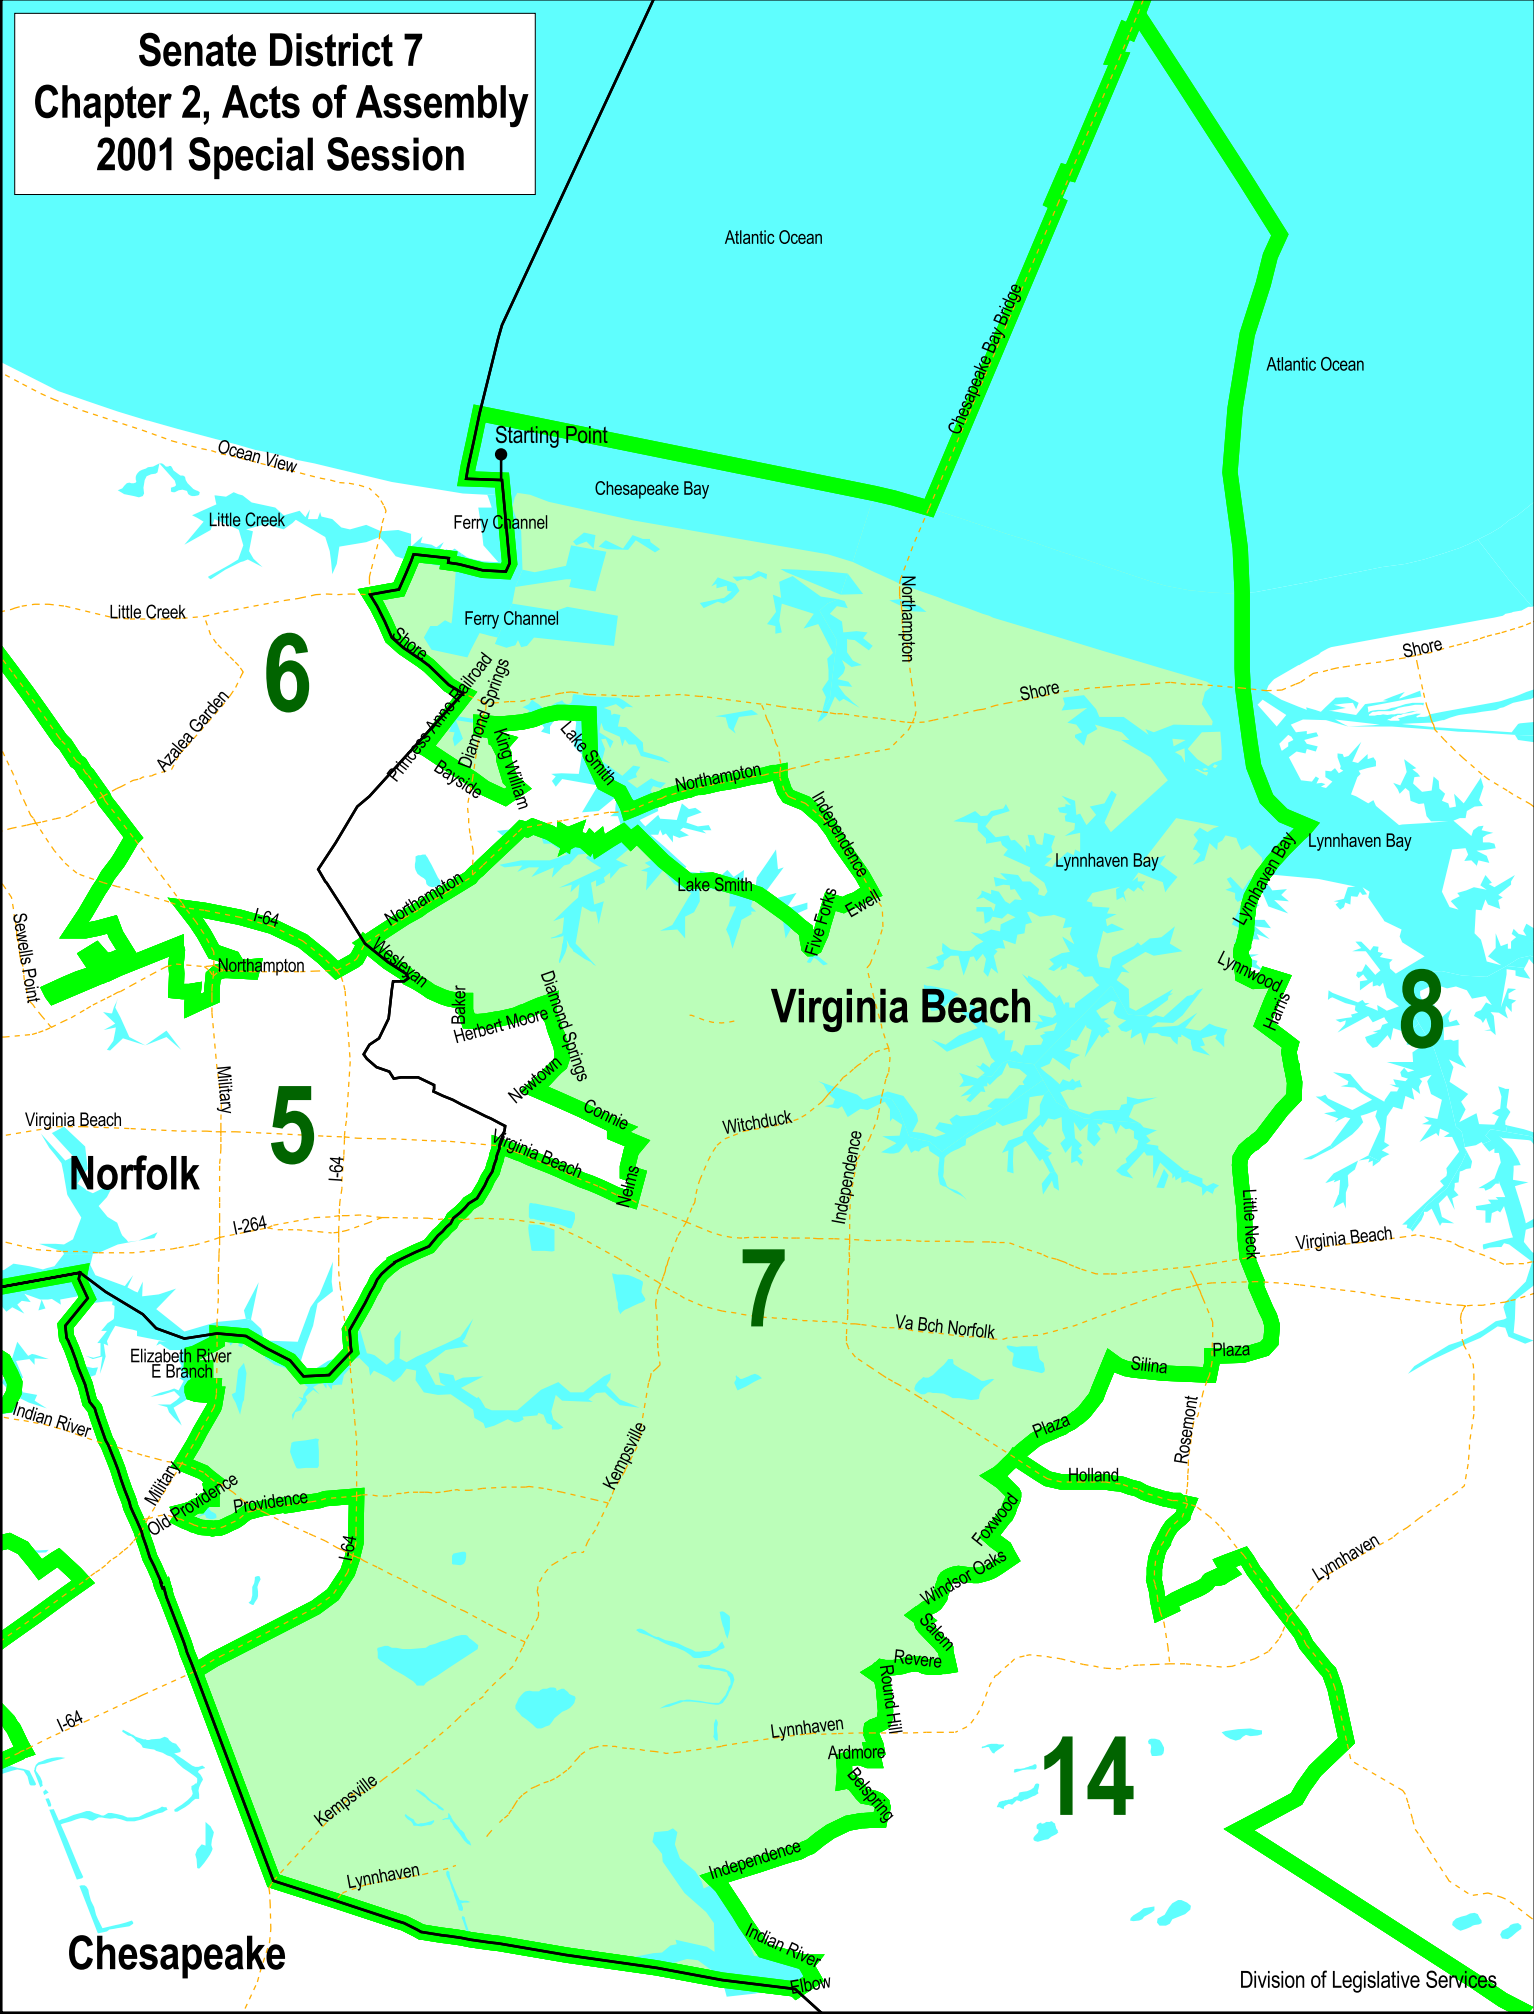 Senate District 7
Chapter 2, Acts of Assembly
2001 Special Session
Atlantic Ocean
Atlantic Ocean
Chesapeake Bay Bridge
Starting Point
Ocean View
Chesapeake Bay
Little Creek
Ferry Channel
Northampton
Little Creek
Ferry Channel
6
Shore
Shore
Shore
Princess Anne Railroad
Diamond Springs
Azalea Garden
King William
Lake Smith
Bayside
Northampton
Independence
Lynnhaven Bay
Lynnhaven Bay
Lynnhaven Bay
Lake Smith
Northampton
Ewell
Five Forks
I-64
Sewells Point
Wesleyan
Northampton
Lynnwood
Baker
Diamond Springs
Virginia Beach
8
Harris
Herbert Moore
Newtown
Military
Connie
Witchduck
Virginia Beach
5
Virginia Beach
Independence
Norfolk
I-64
Nelms
I-264
Little Neck
Virginia Beach
7
Va Bch Norfolk
Elizabeth River
E Branch
Plaza
Silina
Indian River
Plaza
Rosemont
Kempsville
Military
Holland
Old Providence
Providence
Foxwood
I-64
Windsor Oaks
Lynnhaven
Salem
Revere
Round Hill
I-64
Lynnhaven
Ardmore
14
Belspring
Kempsville
Independence
Lynnhaven
Indian River
Chesapeake
Elbow
Division of Legislative Services